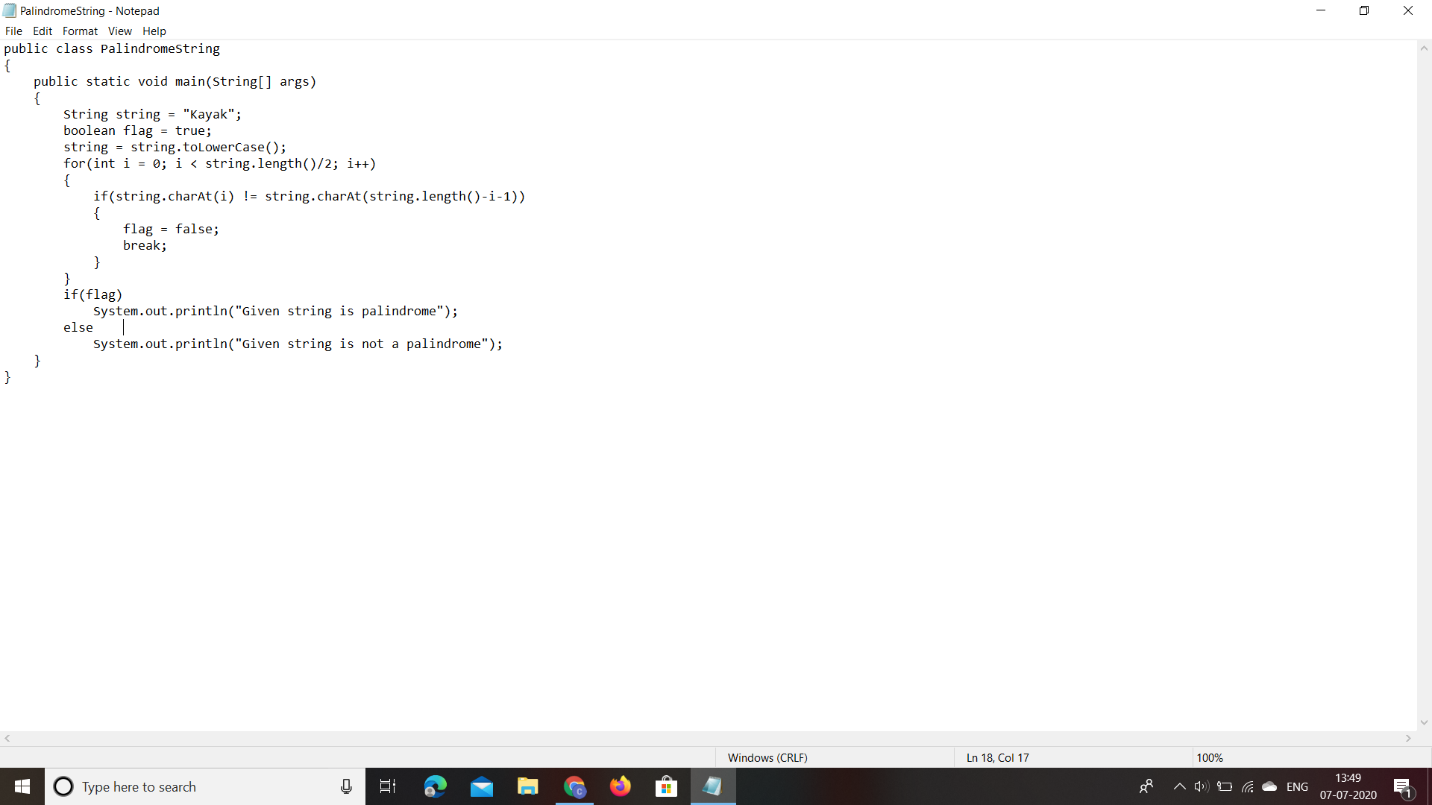 PalindromeString - Notepad
File Edit Format View Help
public class PalindromeString
{
    public static void main(String[] args)
    {
        String string = "Kayak";
        boolean flag = true;
        string = string.toLowerCase();
        for(int i = 0; i < string.length()/2; i++)
        {
            if(string.charAt(i) != string.charAt(string.length()-i-1))
            {
                flag = false;
                break;
            }
        }
        if(flag)
            System.out.println("Given string is palindrome");
        else
            System.out.println("Given string is not a palindrome");
    }
}
Windows (CRLF) Ln 18, Col 17 100%
Type here to search
ENG
13:49
07-07-2020
1